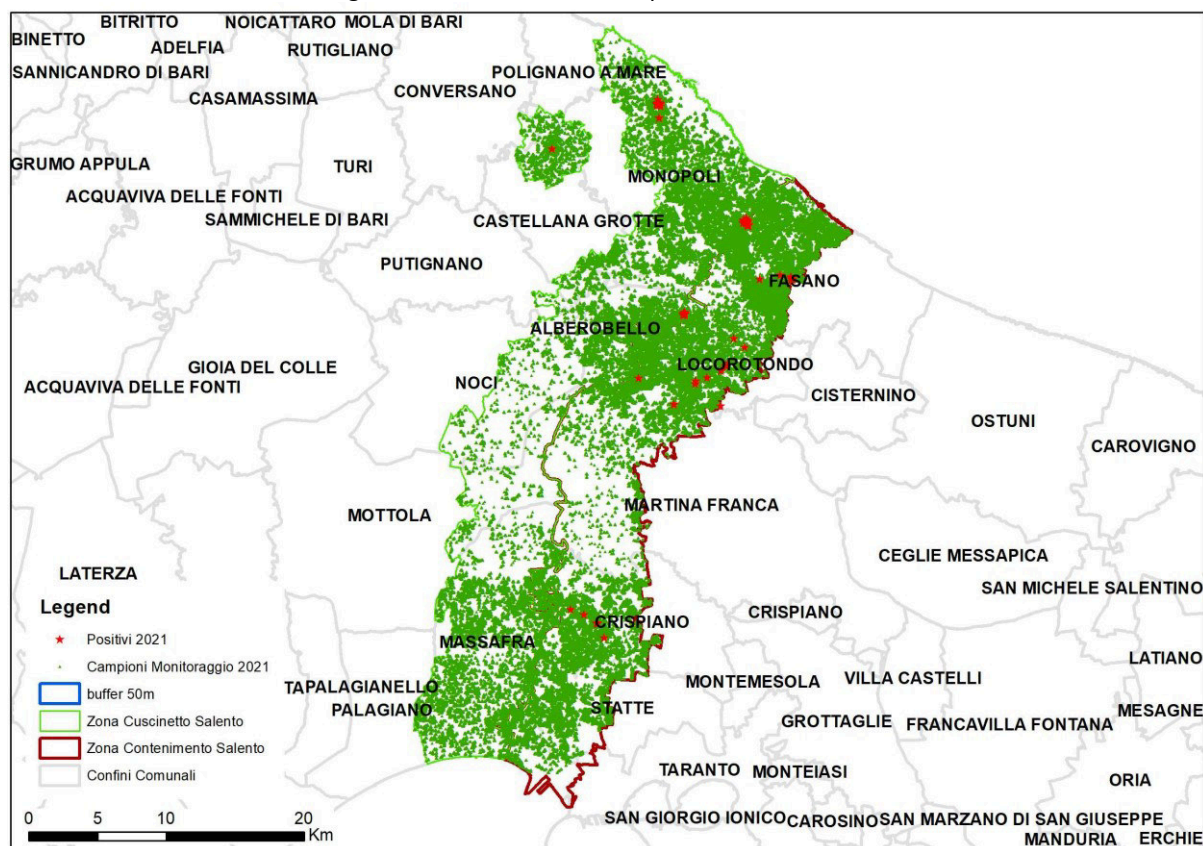 BITRITTO NOICATTARO MOLA DI BARI
BINETTO ADELFIA RUTIGLIANO
SANNICANDRO DI BARI POLIGNANO A MARE
CASAMASSIMA CONVERSANO
GRUMO APPULA TURI
MONOPOLI
ACQUAVIVA DELLE FONTI
SAMMICHELE DI BARI CASTELLANA GROTTE
PUTIGNANO
FASANO
ALBEROBELLO
GIOIA DEL COLLE LOCOROTONDO
ACQUAVIVA DELLE FONTI NOCI
CISTERNINO
OSTUNI
CAROVIGNO
MARTINA FRANCA
MOTTOLA
CEGLIE MESSAPICA
LATERZA
SAN MICHELE SALENTINO
Legend
CRISPIANO
CRISPIANO
Positivi 2021
MASSAFRA
Campioni Monitoraggio 2021
LATIANO
buffer 50m
TAPALAGIANELLO
MONTEMESOLA VILLA CASTELLI
PALAGIANO
STATTE
MESAGNE
Zona Cuscinetto Salento
GROTTAGLIE FRANCAVILLA FONTANA
Zona Contenimento Salento
TARANTO MONTEIASI
Confini Comunali
ORIA
SAN GIORGIO IONICO CAROSINO SAN MARZANO DI SAN GIUSEPPE
MANDURIA ERCHIE
0 5 10 20
Km